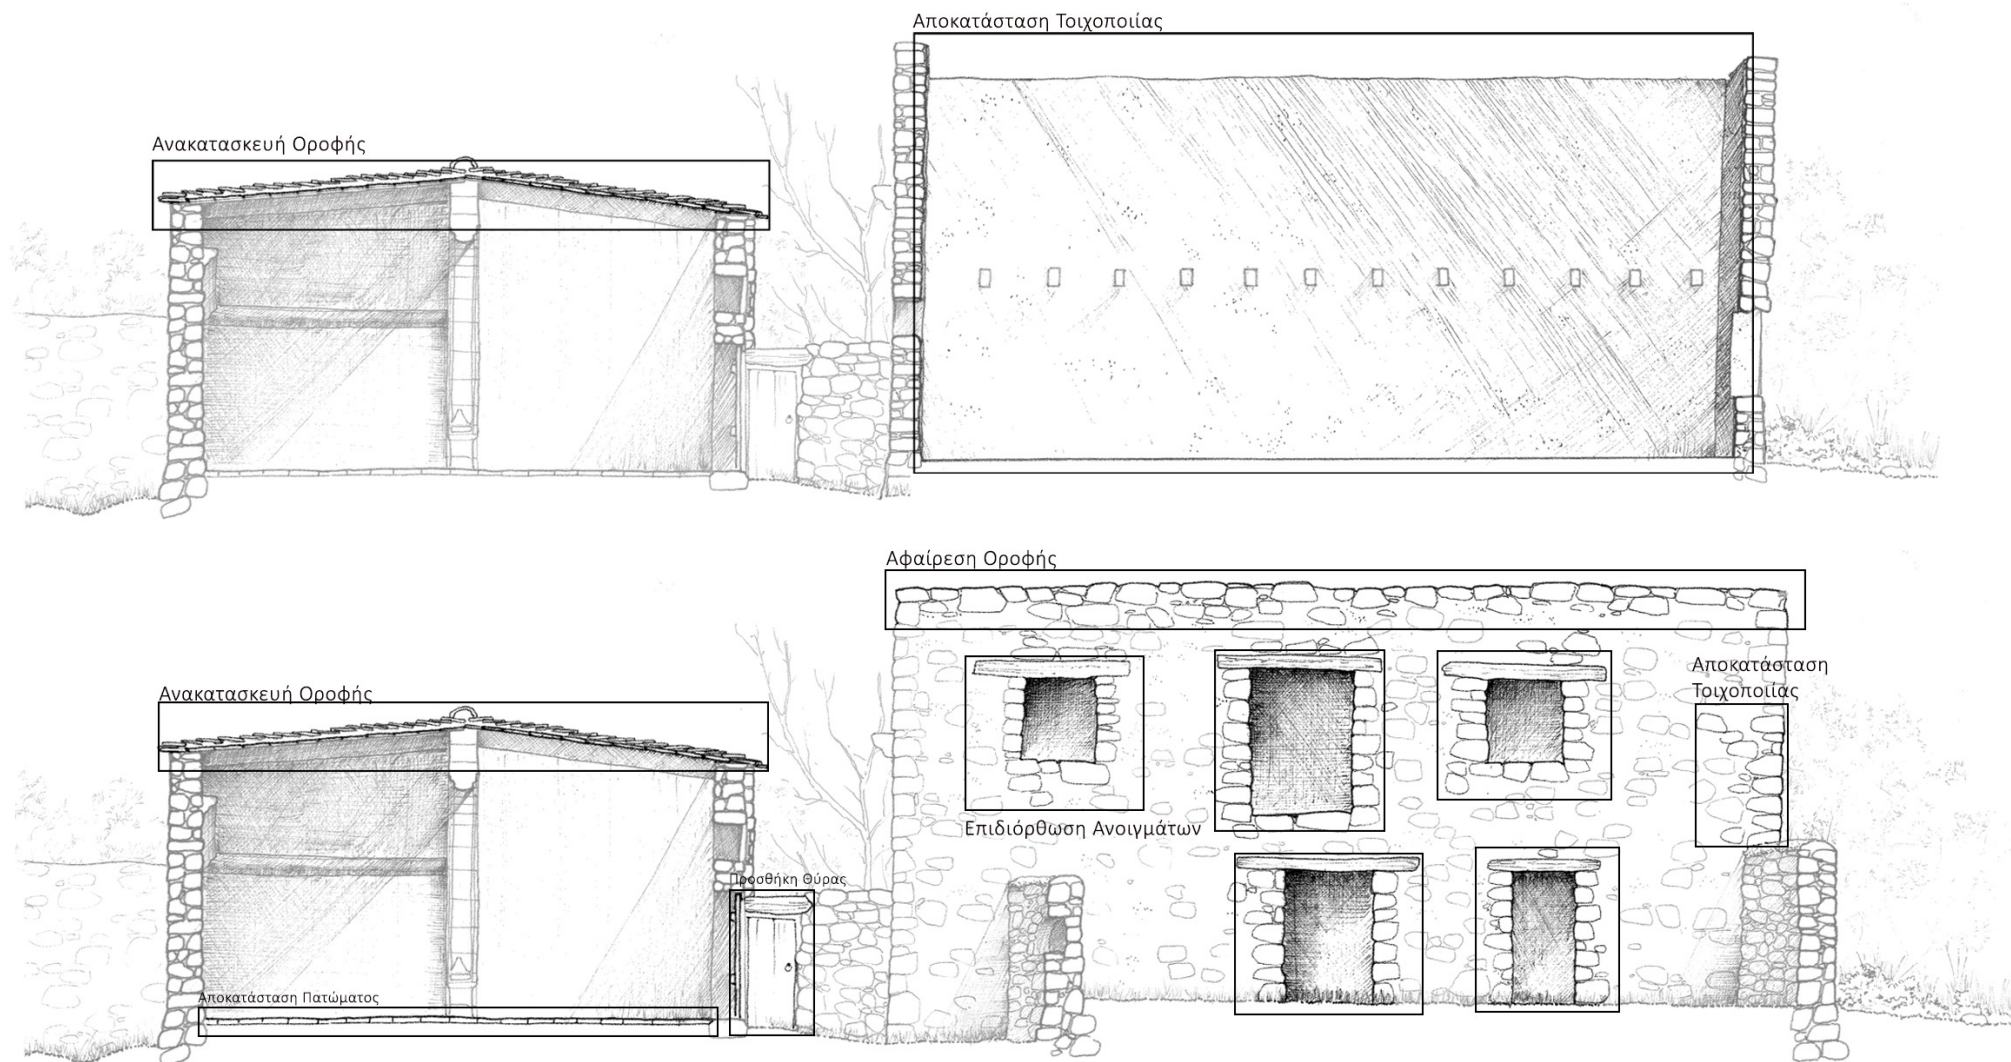 Αποκατάσταση Τοιχοποιίας
Ανακατασκευή Οροφής
Αφαίρεση Οροφής
Αποκατάσταση
Τοιχοποιίας
Ανακατασκευή Οροφής
Επιδιόρθωση Ανοιγμάτων
Προσθήκη Θύρας
Αποκατάσταση Πατώματος